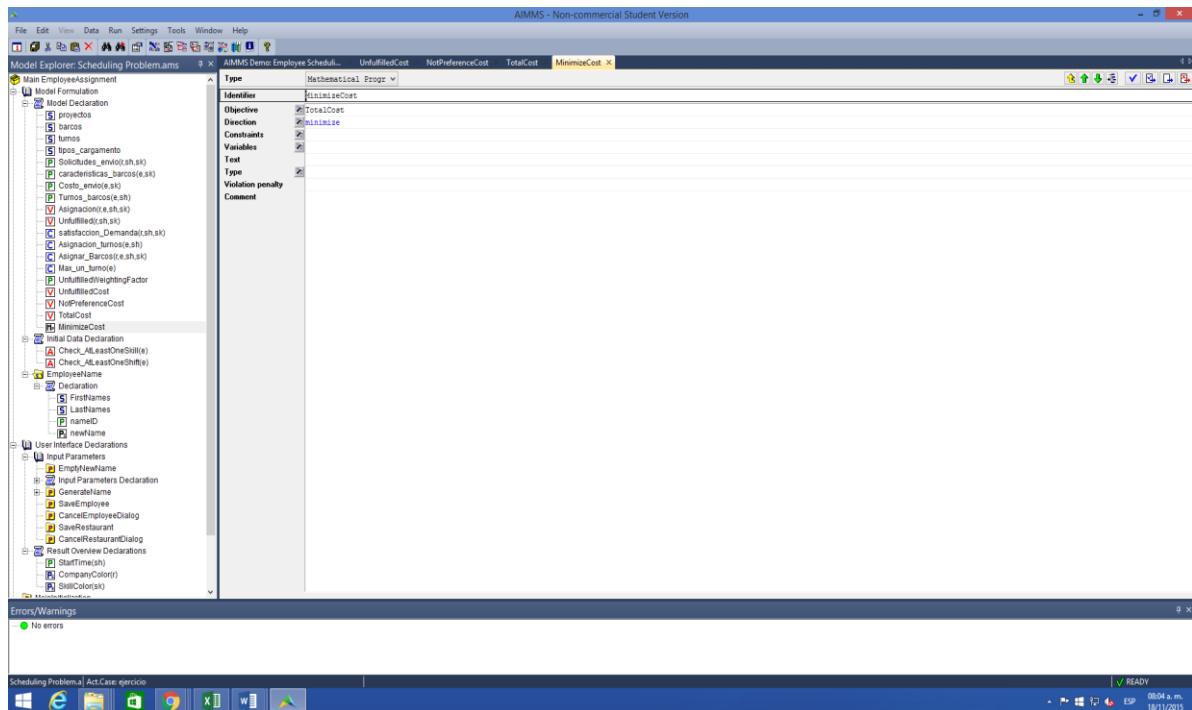 AIMMS - Non-commercial Student Version
File Edit View Data Run Settings Tools Window Help
Model Explorer: Scheduling Problem.ams
AIMMS Demo: Employee Scheduli... UnfulfilledCost NotPreferenceCost TotalCost MinimizeCost
Main EmployeeAssignment
Model Formulation
Model Declaration
proyectos
barcos
turnos
tipos_cargamento
Solicitudes_envio(r,sh,sk)
caracteristicas_barcos(e,sk)
Costo_envio(e,sk)
Turnos_barcos(e,sh)
Asignacion(r,e,sh,sk)
Unfulfilled(r,sh,sk)
satisfaccion_Demanda(r,sh,sk)
Asignacion_turnos(e,sh)
Asignar_Barcos(r,e,sh,sk)
Max_un_turno(e)
UnfulfilledWeightingFactor
UnfulfilledCost
NotPreferenceCost
TotalCost
MinimizeCost
Initial Data Declaration
Check_AtLeastOneSkill(e)
Check_AtLeastOneShift(e)
EmployeeName
Declaration
FirstNames
LastNames
nameID
newName
User Interface Declarations
Input Parameters
EmptyNewName
Input Parameters Declaration
GenerateName
SaveEmployee
CancelEmployeeDialog
SaveRestaurant
CancelRestaurantDialog
Result Overview Declarations
StartTime(sh)
CompanyColor(r)
SkillColor(sk)
MainInitialization
Type Mathematical Progr
Identifier MinimizeCost
Objective TotalCost
Direction minimize
Constraints
Variables
Text
Type
Violation penalty
Comment
Errors/Warnings
No errors
Scheduling Problem.a Act.Case: ejercicio READY
ESP 08:04 a. m.
18/11/2015